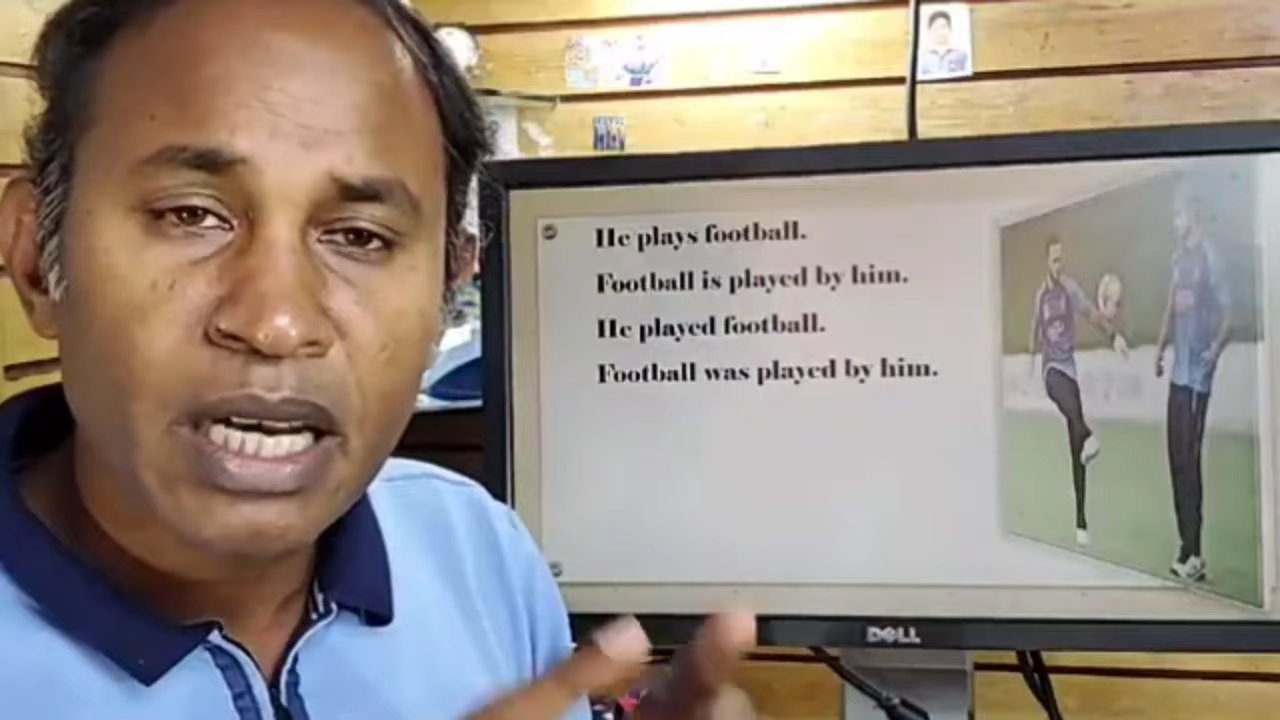 He plays football.
Football is played by him.
He played football.
Football was played by him.
DELL